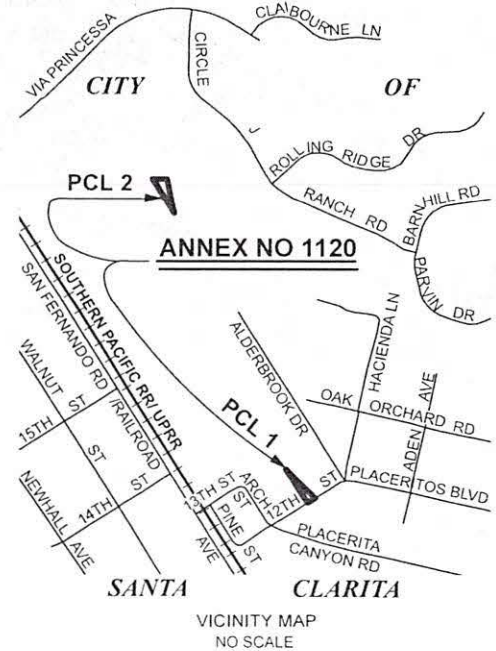 CLAIBOURNE LN
VIA PRINCESSA
CIRCLE
CITY
OF
J
ROLLING RIDGE DR
PCL 2
RANCH RD
BARNHILL RD
ANNEX NO 1120
PARVIN DR
SOUTHERN PACIFIC RR/ UPRR
SAN FERNANDO RD
/RAILROAD
AVE
WALNUT
ST
ALDERBROOK DR
HACIENDA LN
OAK ORCHARD RD
ADEN AVE
PCL 1
15TH ST
14TH ST
NEWHALL AVE
13TH ST
ARCH ST
12TH ST
PINE ST
PLACERITOS BLVD
PLACERITA
CANYON RD
SANTA
CLARITA
VICINITY MAP
NO SCALE